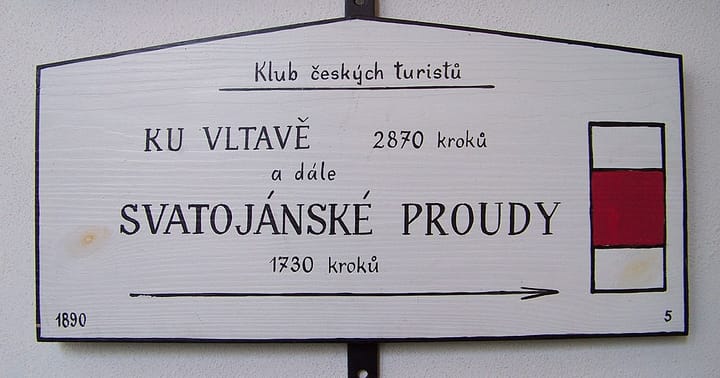 Klub českých turistů
KU VLTAVĚ 2870 kroků
a dále
SVATOJÁNSKÉ PROUDY
1730 kroků
1890 5